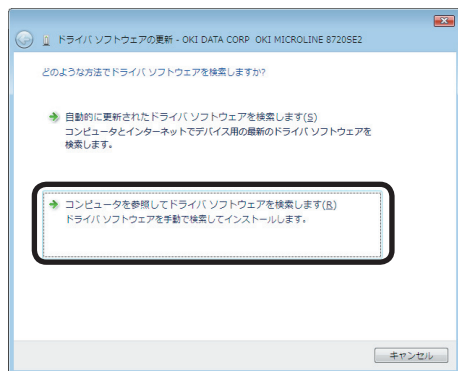 ドライバ ソフトウェアの更新 - OKI DATA CORP OKI MICROLINE 8720SE2
どのような方法でドライバ ソフトウェアを検索しますか?
自動的に更新されたドライバ ソフトウェアを検索します(S)
コンピュータとインターネットでデバイス用の最新のドライバ ソフトウェアを
検索します。
コンピュータを参照してドライバ ソフトウェアを検索します(R)
ドライバ ソフトウェアを手動で検索してインストールします。
キャンセル